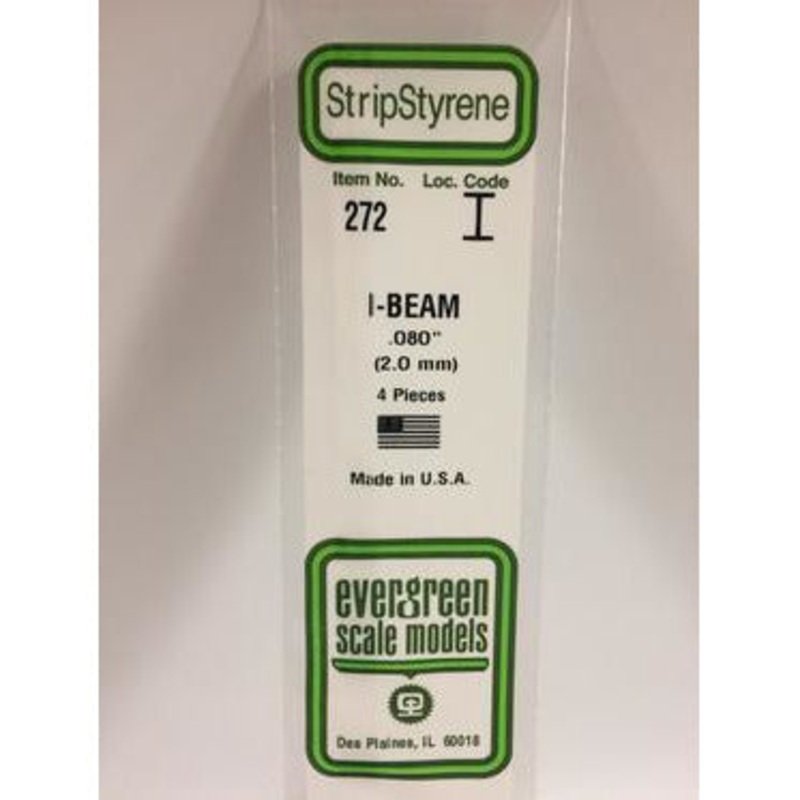 StripStyrene
Item No. Loc. Code
272 I
I-BEAM
.080"
(2.0 mm)
4 Pieces
Made in U.S.A.
evergreen
scale models
Des Plaines, IL 60018